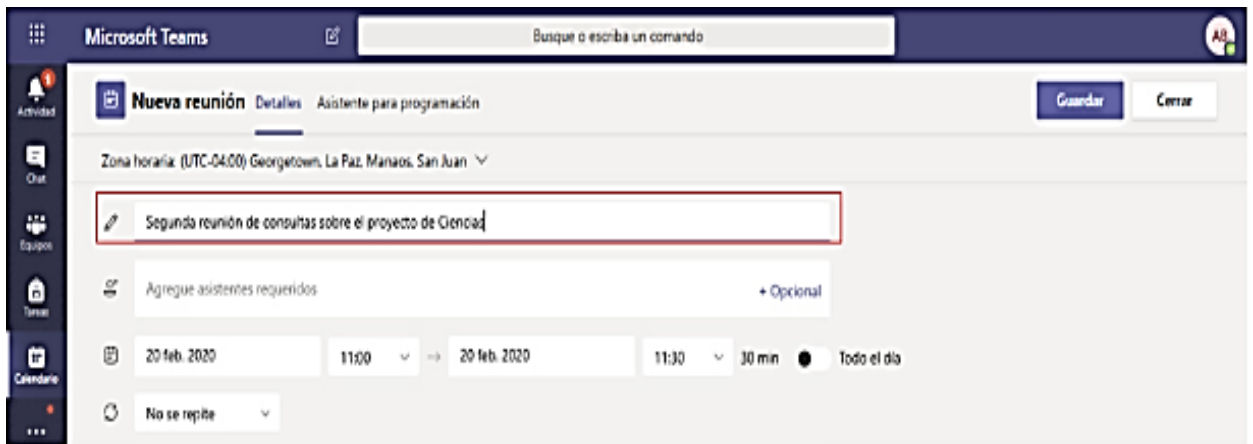 Microsoft Teams Busque o escriba un comando AB
1
Actividad
Nueva reunión Detalles Asistente para programación Guardar Cerrar
Chat
Zona horaria: (UTC-04:00) Georgetown, La Paz, Manaos, San Juan
Segunda reunión de consultas sobre el proyecto de Ciencias
Equipos
Agregue asistentes requeridos + Opcional
Tareas
20 feb. 2020 11:00 → 20 feb. 2020 11:30 30 min Todo el día
Calendario
No se repite
...